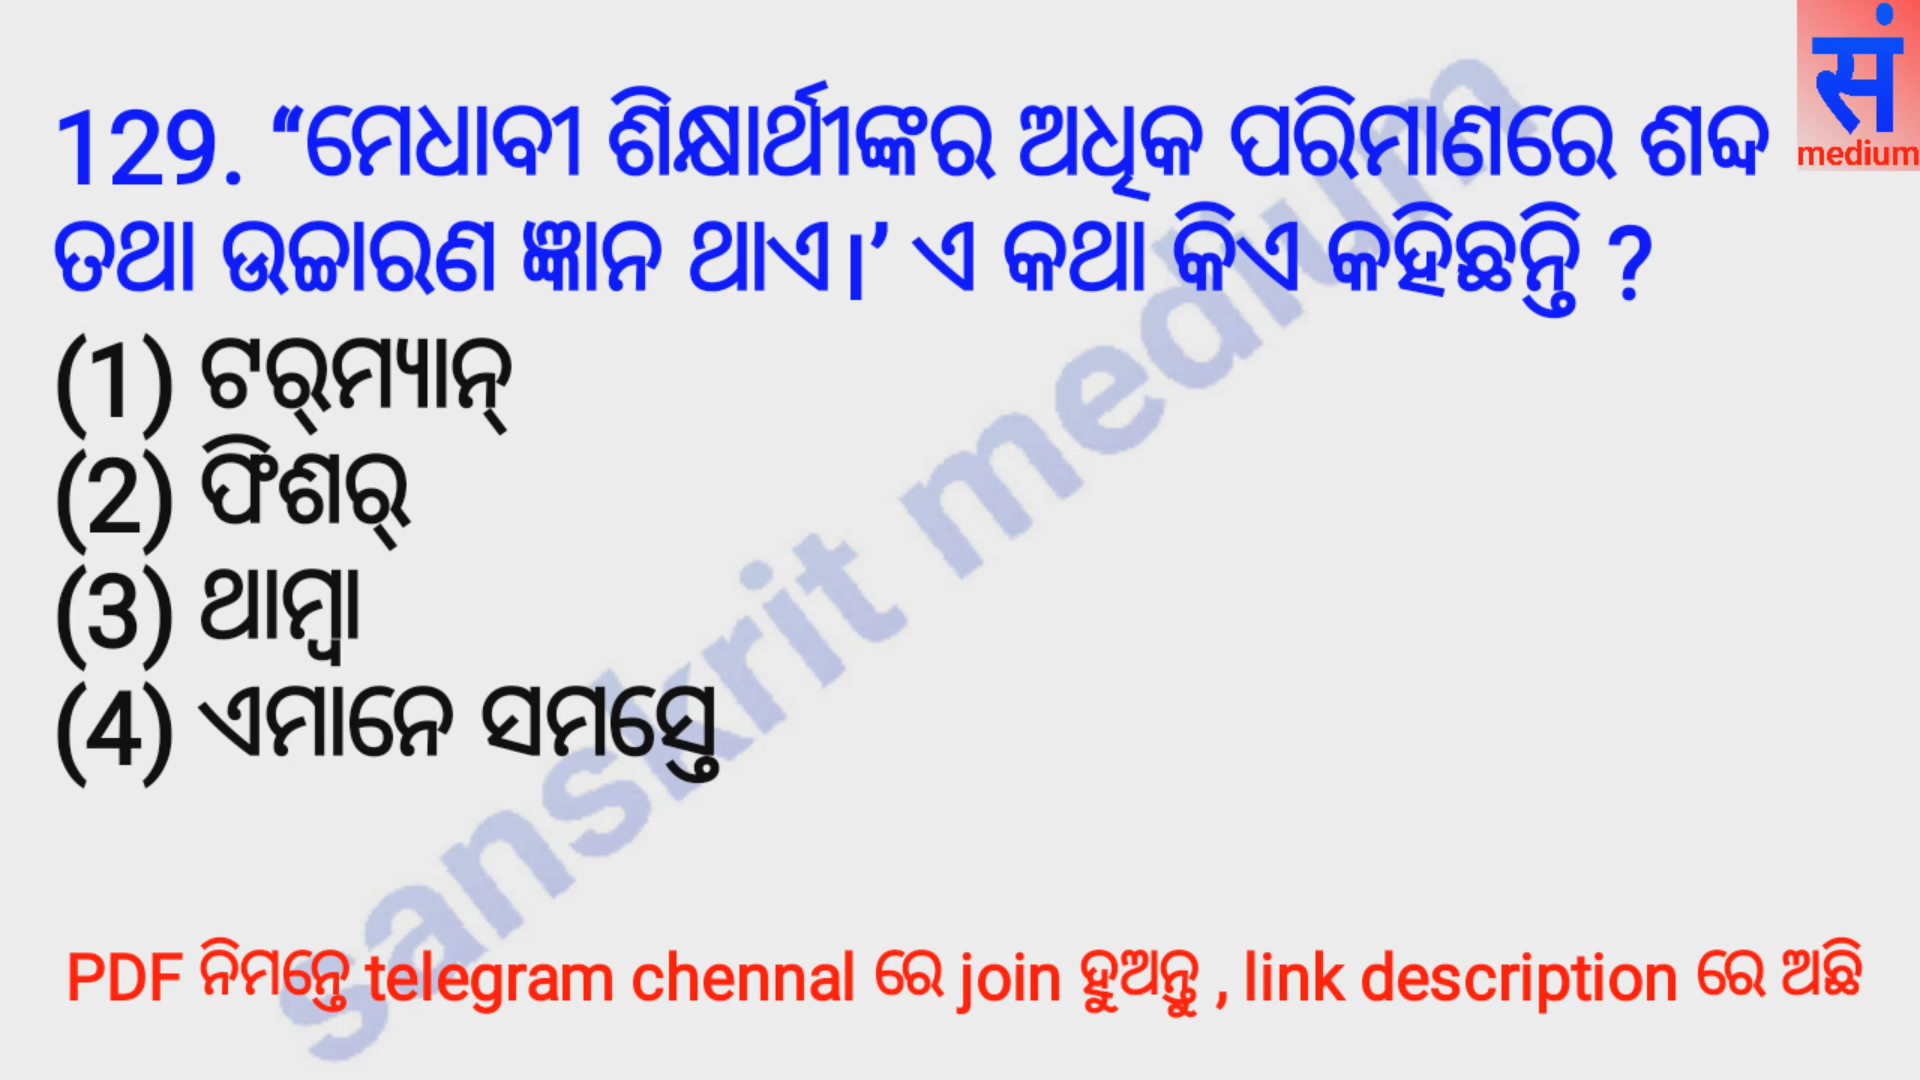 सं
medium
129. “ମେଧାବୀ ଶିକ୍ଷାର୍ଥୀଙ୍କର ଅଧିକ ପରିମାଣରେ ଶବ୍ଦ
ତଥା ଉଚ୍ଚାରଣ ଜ୍ଞାନ ଥାଏ।’ ଏ କଥା କିଏ କହିଛନ୍ତି ?
(1) ଟର୍‌ମ୍ୟାନ୍
(2) ଫିଶର୍
(3) ଥାମ୍ବା
(4) ଏମାନେ ସମସ୍ତେ
sanskrit medium
PDF ନିମନ୍ତେ telegram chennal ରେ join ହୁଅନ୍ତୁ , link description ରେ ଅଛି